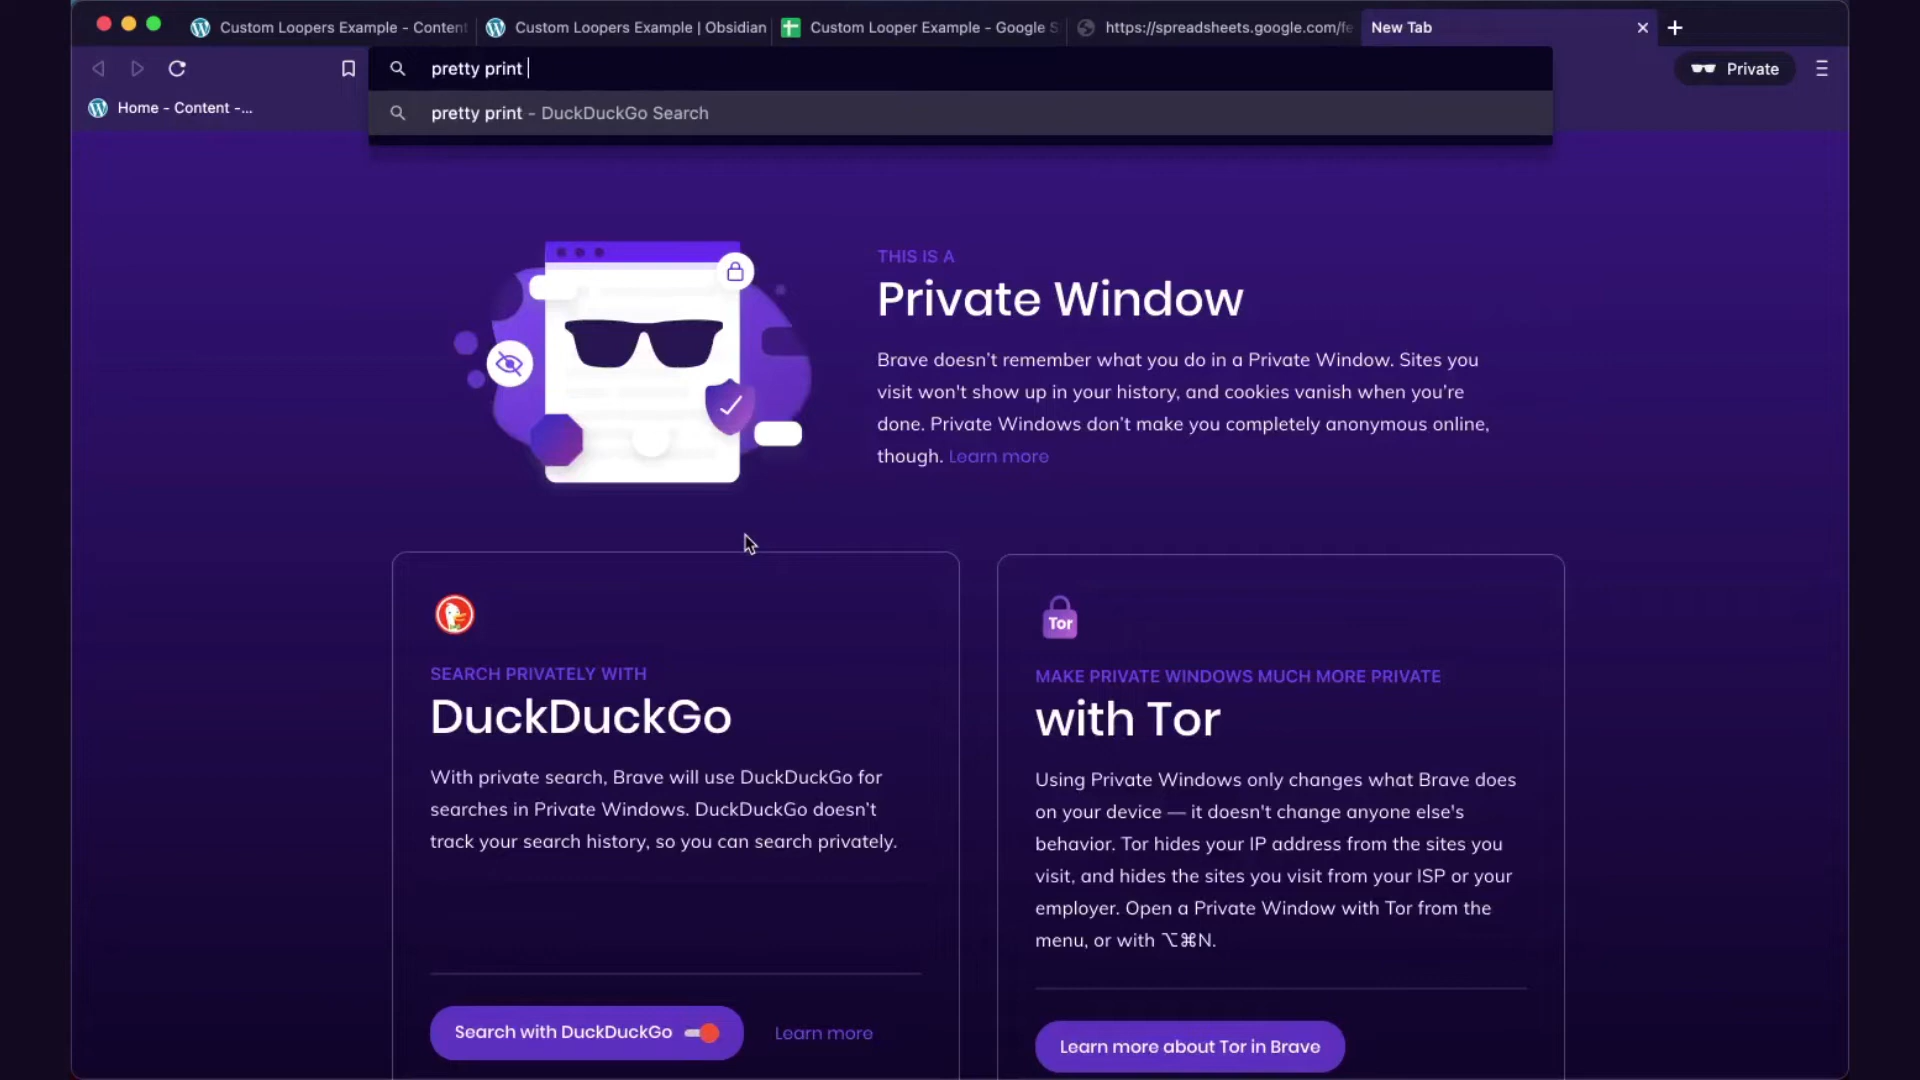 Custom Loopers Example - Content
Custom Loopers Example | Obsidian
Custom Looper Example - Google S
https://spreadsheets.google.com/fe
New Tab
pretty print
Private
Home - Content -...
pretty print - DuckDuckGo Search
THIS IS A
Private Window
Brave doesn't remember what you do in a Private Window. Sites you
visit won't show up in your history, and cookies vanish when you're
done. Private Windows don't make you completely anonymous online,
though. Learn more
SEARCH PRIVATELY WITH
DuckDuckGo
With private search, Brave will use DuckDuckGo for
searches in Private Windows. DuckDuckGo doesn't
track your search history, so you can search privately.
Search with DuckDuckGo
Learn more
Tor
MAKE PRIVATE WINDOWS MUCH MORE PRIVATE
with Tor
Using Private Windows only changes what Brave does
on your device — it doesn't change anyone else's
behavior. Tor hides your IP address from the sites you
visit, and hides the sites you visit from your ISP or your
employer. Open a Private Window with Tor from the
menu, or with ⌥⌘N.
Learn more about Tor in Brave